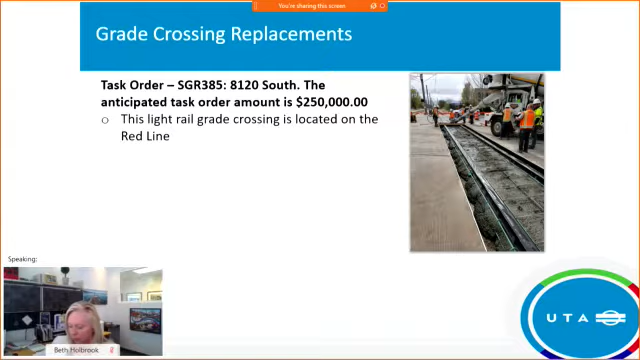 You're sharing this screen
Grade Crossing Replacements
Task Order – SGR385: 8120 South. The
anticipated task order amount is $250,000.00
o This light rail grade crossing is located on the
Red Line
Speaking:
Beth Holbrook
UTA